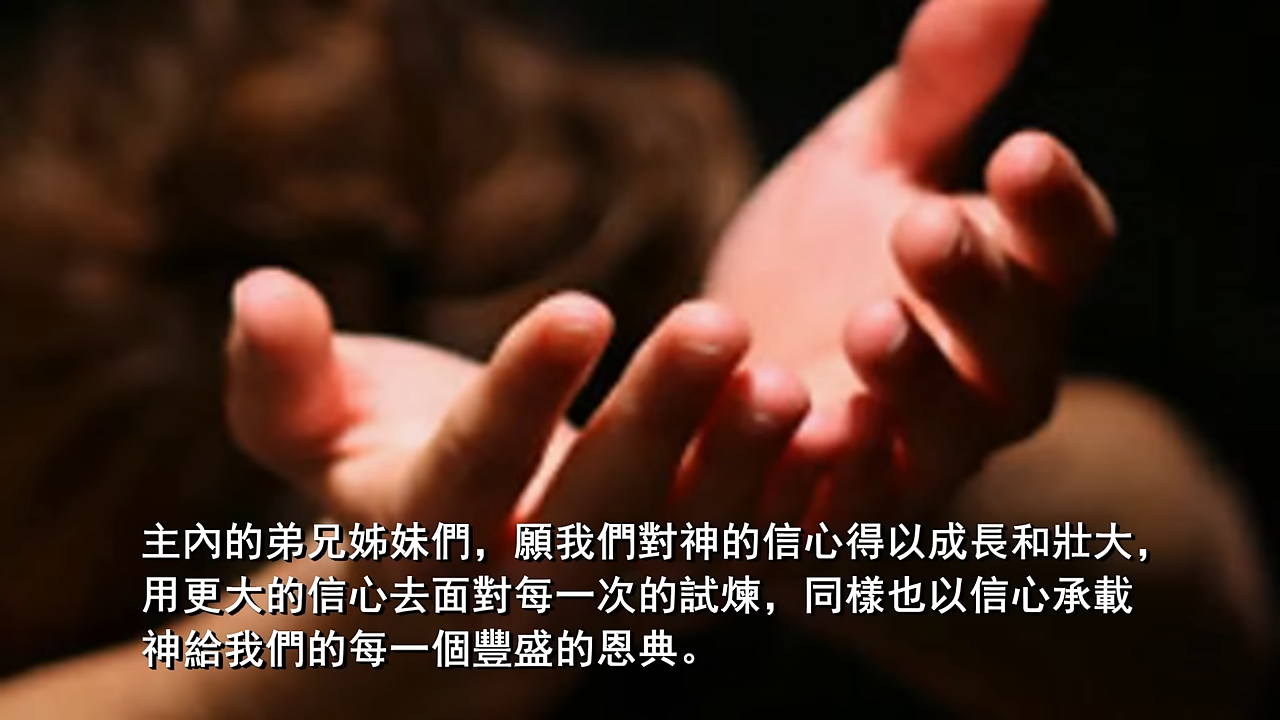 主內的弟兄姊妹們，願我們對神的信心得以成長和壯大，
用更大的信心去面對每一次的試煉，同樣也以信心承載
神給我們的每一個豐盛的恩典。